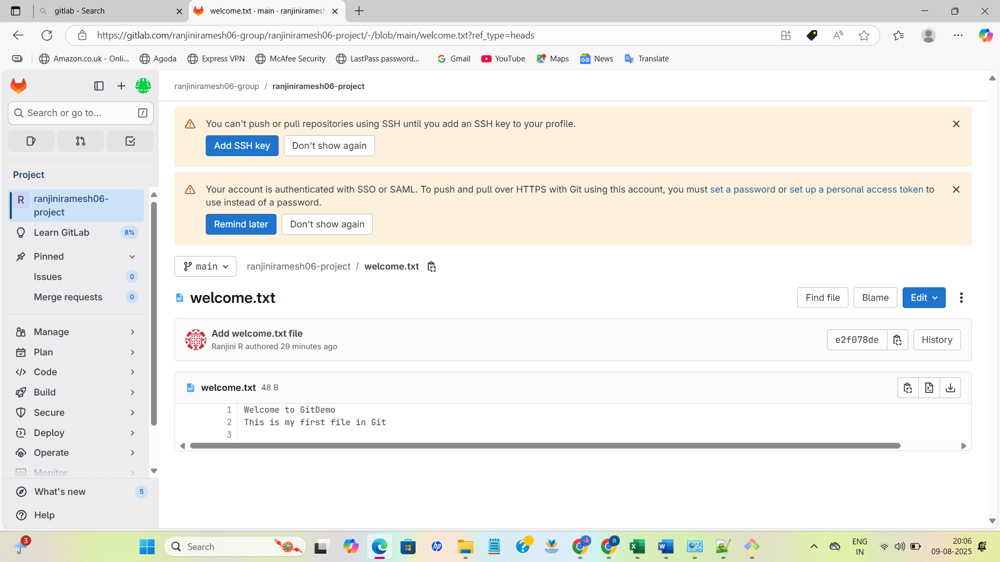 gitlab - Search
welcome.txt · main · ranjiniramesh
https://gitlab.com/ranjiniramesh06-group/ranjiniramesh06-project/-/blob/main/welcome.txt?ref_type=heads
Amazon.co.uk - Onli...
Agoda
Express VPN
McAfee Security
LastPass password...
Gmail
YouTube
Maps
News
Translate
Search or go to...
/
Project
R
ranjiniramesh06-
project
Learn GitLab
8%
Pinned
Issues
0
Merge requests
0
Manage
Plan
Code
Build
Secure
Deploy
Operate
Monitor
What's new
5
Help
ranjiniramesh06-group / ranjiniramesh06-project
You can't push or pull repositories using SSH until you add an SSH key to your profile.
Add SSH key
Don't show again
Your account is authenticated with SSO or SAML. To push and pull over HTTPS with Git using this account, you must set a password or set up a personal access token to
use instead of a password.
Remind later
Don't show again
main
ranjiniramesh06-project / welcome.txt
welcome.txt
Find file
Blame
Edit
Add welcome.txt file
Ranjini R authored 29 minutes ago
e2f078de
History
welcome.txt 48 B
1 Welcome to GitDemo
2 This is my first file in Git
3
3
Search
ENG
IN
20:06
09-08-2025